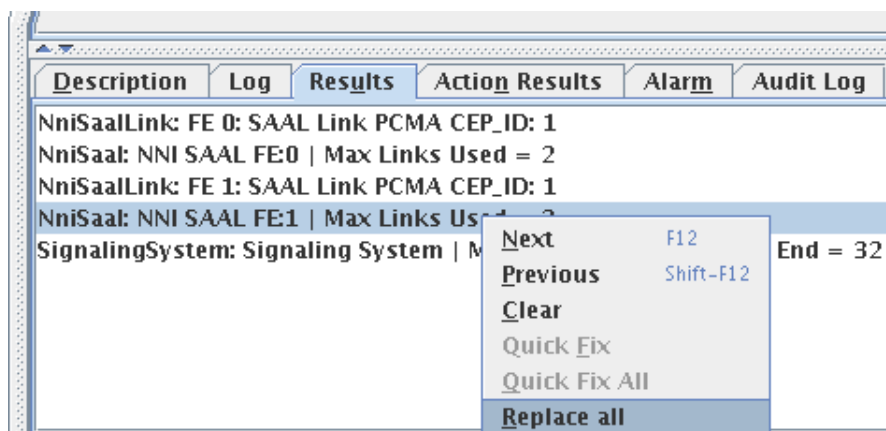 Description Log Results Action Results Alarm Audit Log
NniSaalLink: FE 0: SAAL Link PCMA CEP_ID: 1
NniSaal: NNI SAAL FE:0 | Max Links Used = 2
NniSaalLink: FE 1: SAAL Link PCMA CEP_ID: 1
NniSaal: NNI SAAL FE:1 | Max Links Used = 2
SignalingSystem: Signaling System | M End = 32
Next F12
Previous Shift-F12
Clear
Quick Fix
Quick Fix All
Replace all